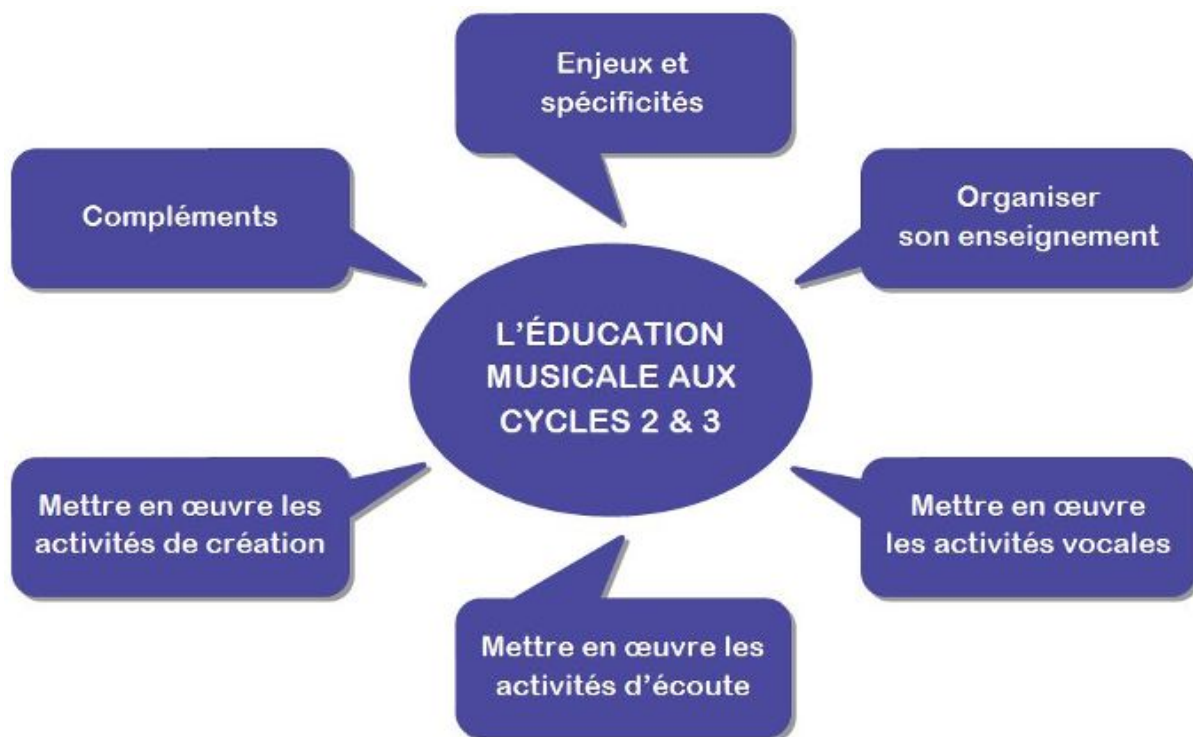 Enjeux et
spécificités
Compléments
Organiser
son enseignement
L'ÉDUCATION
MUSICALE AUX
CYCLES 2 & 3
Mettre en œuvre les
activités de création
Mettre en œuvre
les activités vocales
Mettre en œuvre les
activités d'écoute